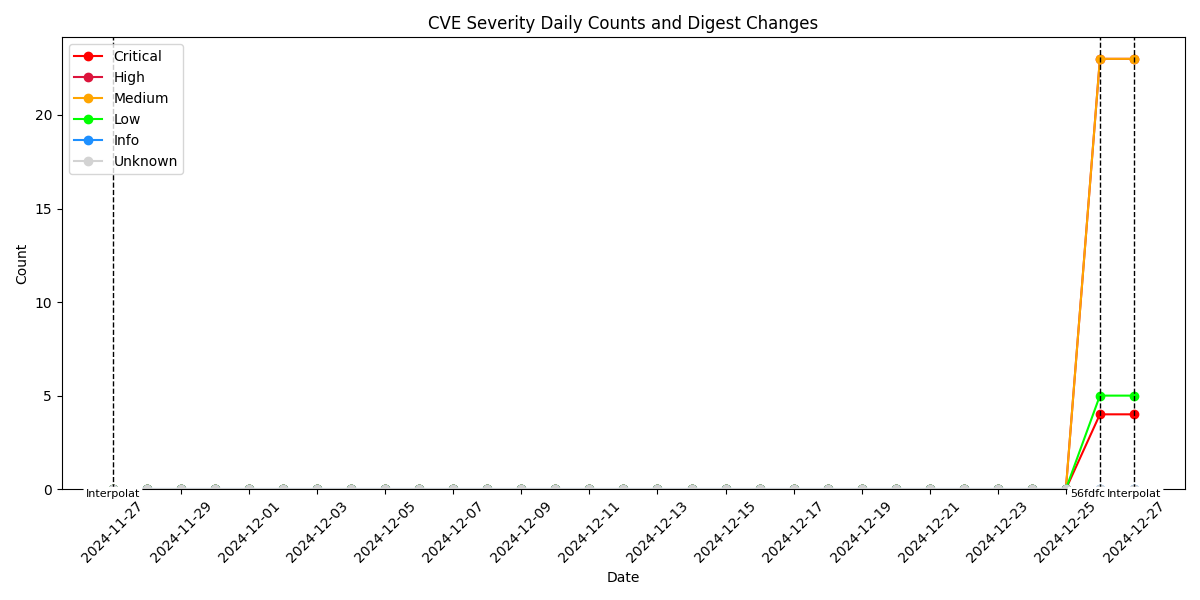 CVE Severity Daily Counts and Digest Changes
Critical
High
Medium
Low
Info
Unknown
Count
20
15
10
5
0
Interpolat
56fdfc
Interpolat
2024-11-27
2024-11-29
2024-12-01
2024-12-03
2024-12-05
2024-12-07
2024-12-09
2024-12-11
2024-12-13
2024-12-15
2024-12-17
2024-12-19
2024-12-21
2024-12-23
2024-12-25
2024-12-27
Date